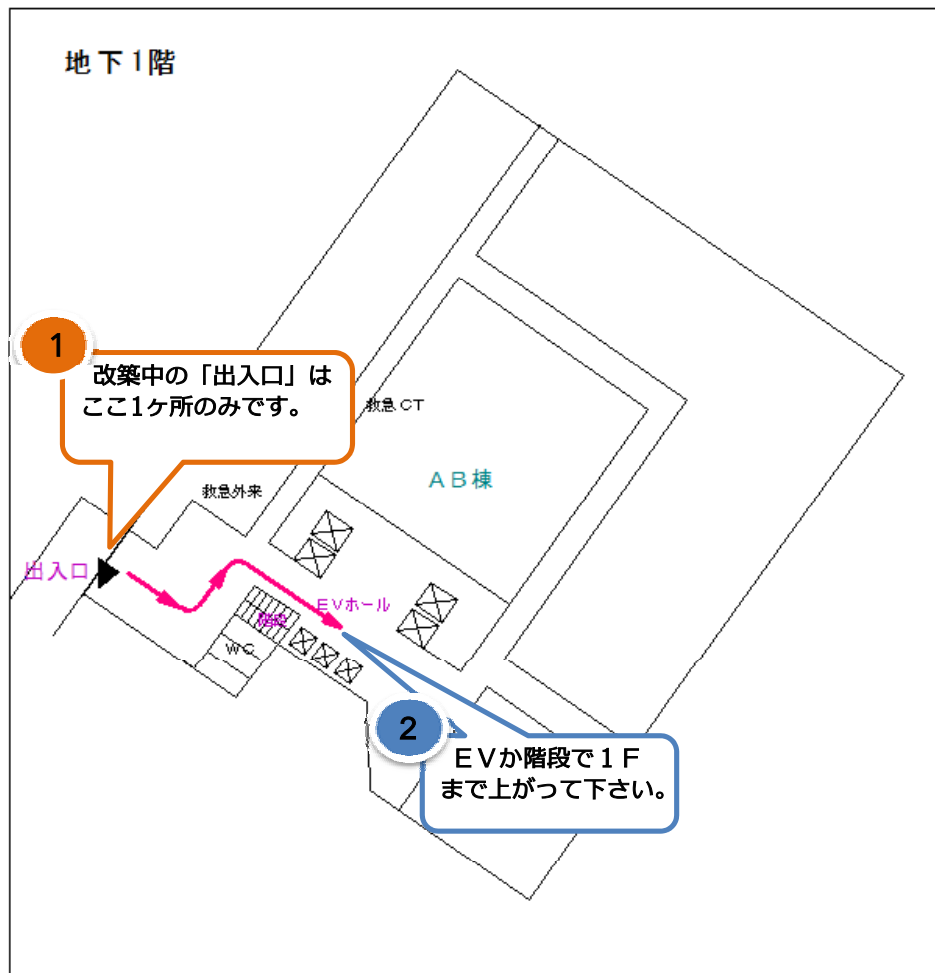 地下1階
1
改築中の「出入口」は
ここ1ヶ所のみです。
救急CT
AB棟
救急外来
出入口
EVホール
階段
WC
2
EVか階段で1F
まで上がって下さい。